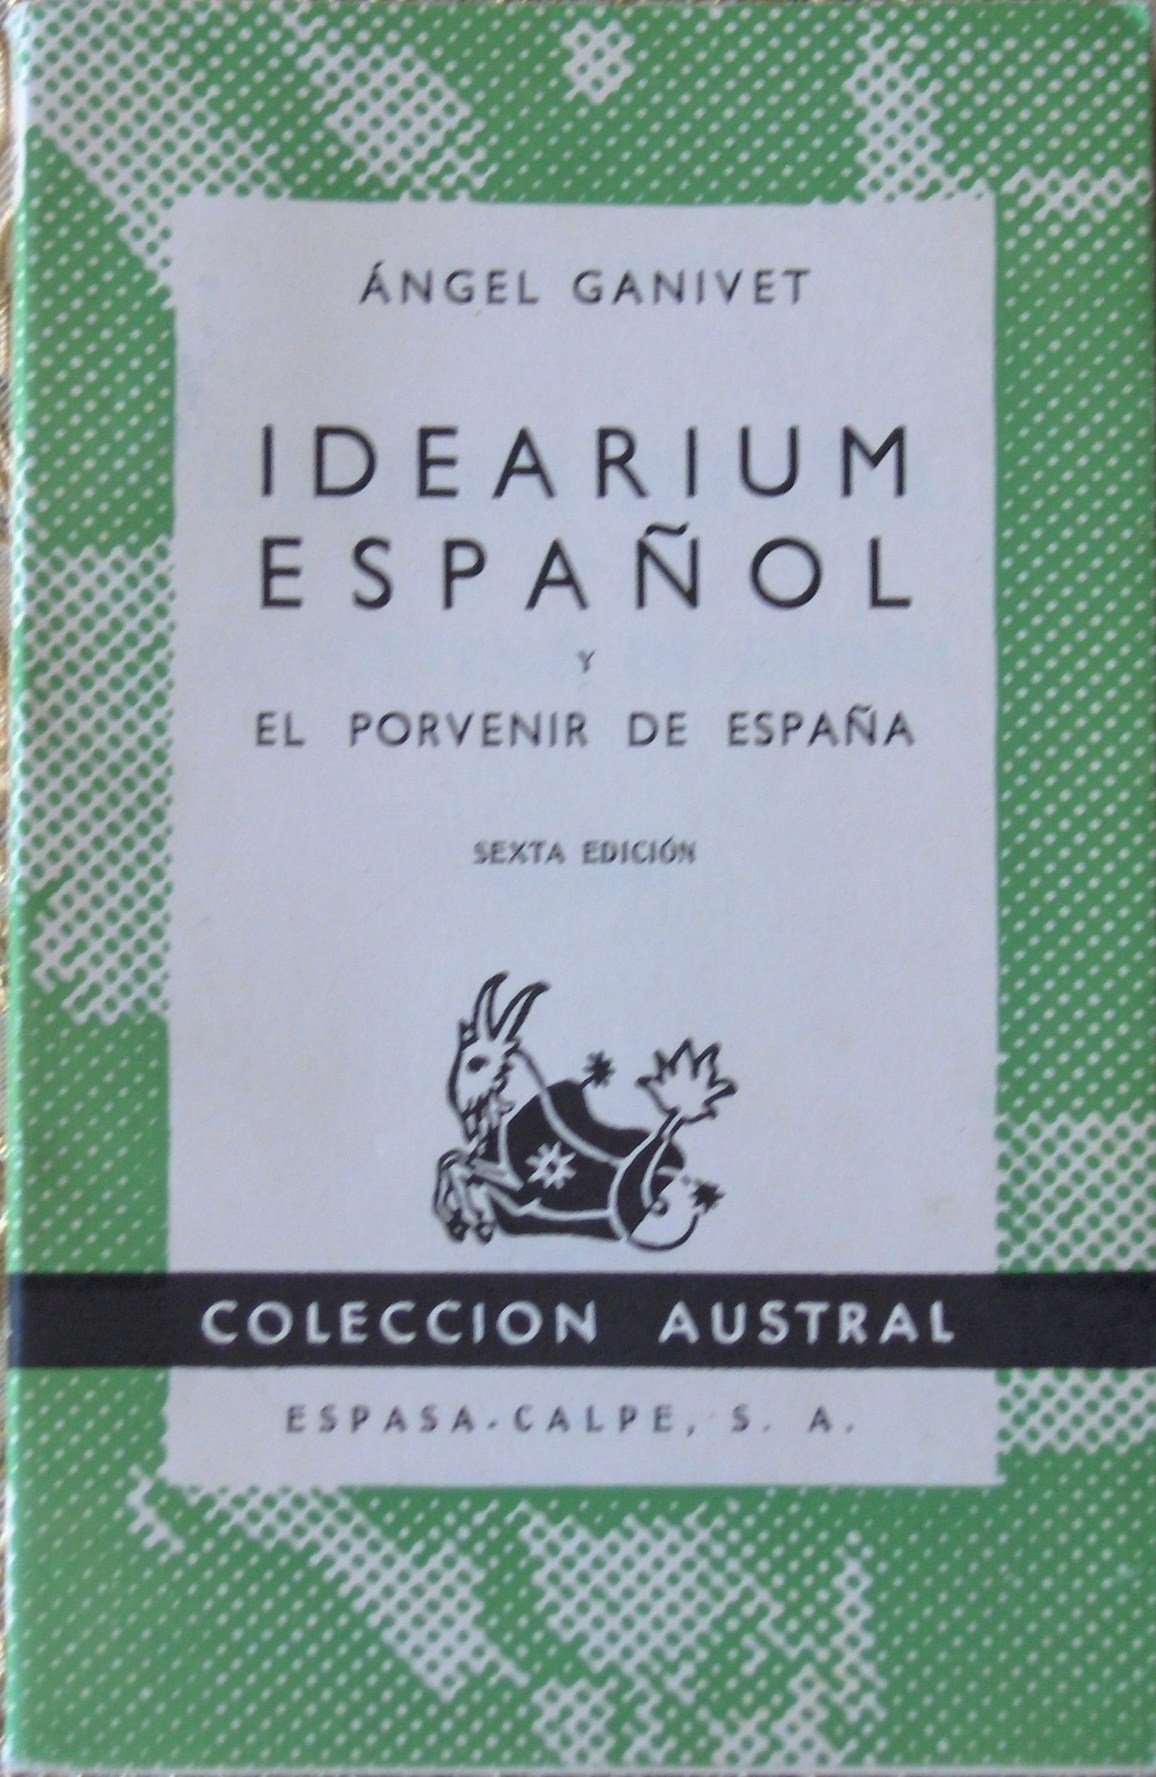 ÁNGEL GANIVET
IDEARIUM
ESPAÑOL
Y
EL PORVENIR DE ESPAÑA
SEXTA EDICIÓN
COLECCION AUSTRAL
ESPASA-CALPE, S. A.